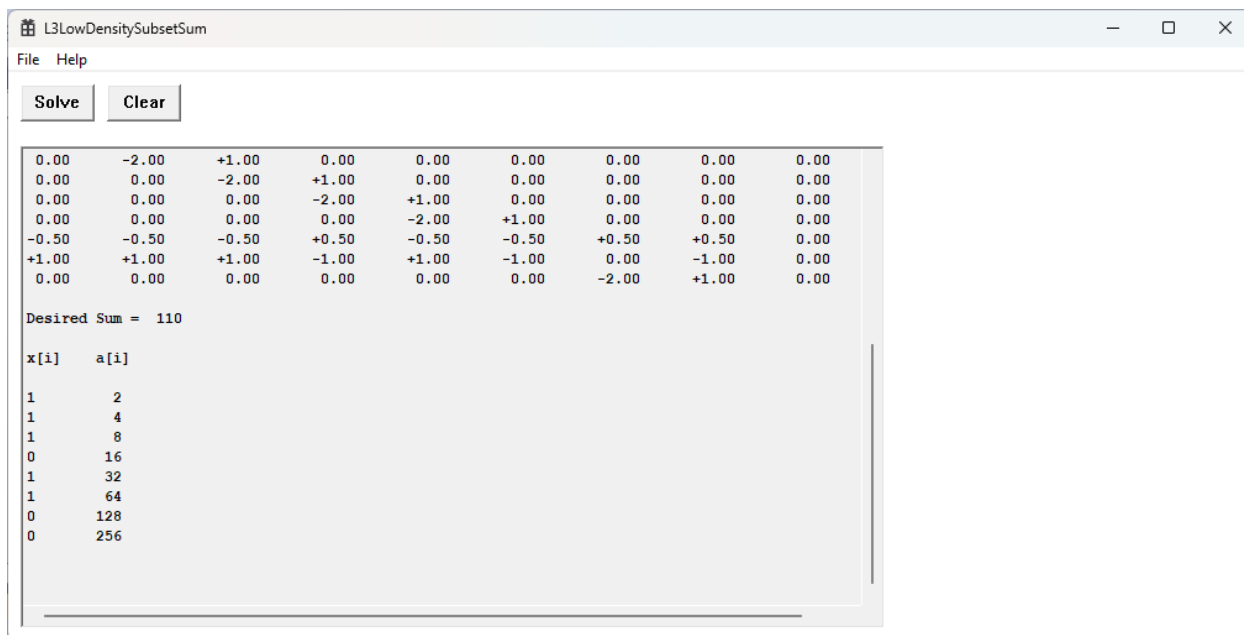 L3LowDensitySubsetSum
File Help
Solve Clear
0.00 -2.00 +1.00 0.00 0.00 0.00 0.00 0.00 0.00
0.00 0.00 -2.00 +1.00 0.00 0.00 0.00 0.00 0.00
0.00 0.00 0.00 -2.00 +1.00 0.00 0.00 0.00 0.00
0.00 0.00 0.00 0.00 -2.00 +1.00 0.00 0.00 0.00
-0.50 -0.50 -0.50 +0.50 -0.50 -0.50 +0.50 +0.50 0.00
+1.00 +1.00 +1.00 -1.00 +1.00 -1.00 0.00 -1.00 0.00
0.00 0.00 0.00 0.00 0.00 0.00 -2.00 +1.00 0.00
Desired Sum = 110
x[i] a[i]
1 2
1 4
1 8
0 16
1 32
1 64
0 128
0 256